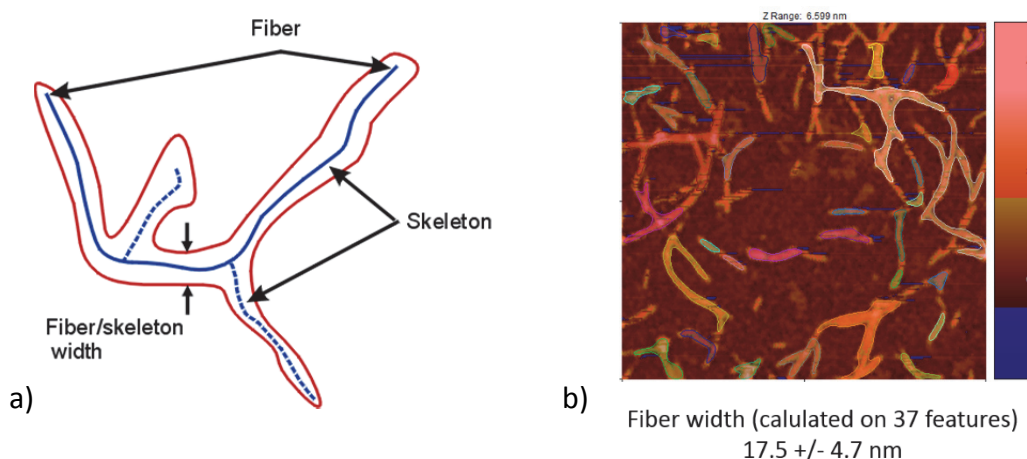 Fiber
Skeleton
Fiber/skeleton
width
a)
Z Range: 6.599 nm
b)
Fiber width (calulated on 37 features)
17.5 +/- 4.7 nm